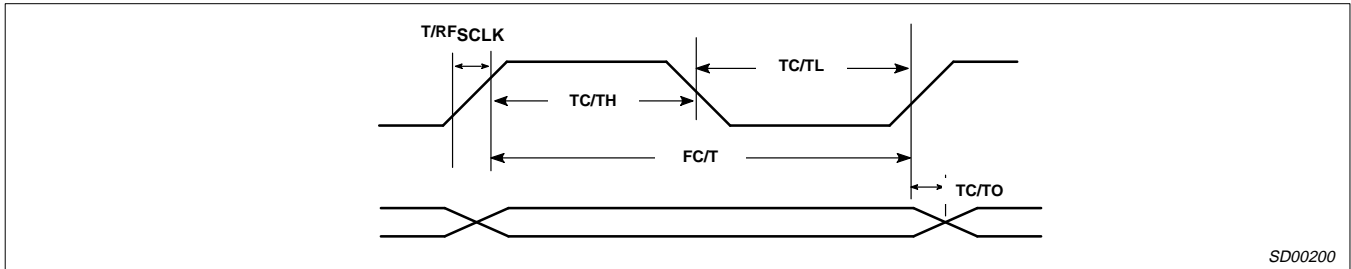 T/RFSCLK
TC/TL
TC/TH
FC/T
TC/TO
SD00200